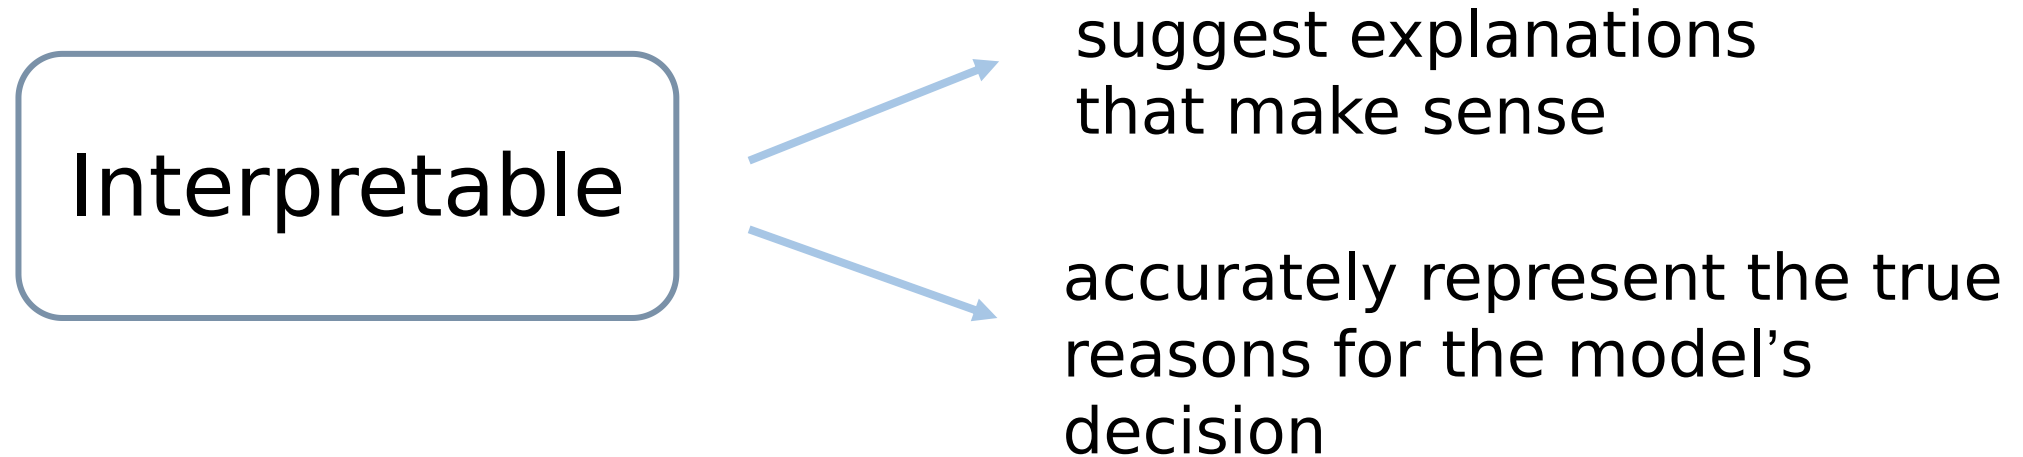 Interpretable
suggest explanations
that make sense
accurately represent the true
reasons for the model’s
decision